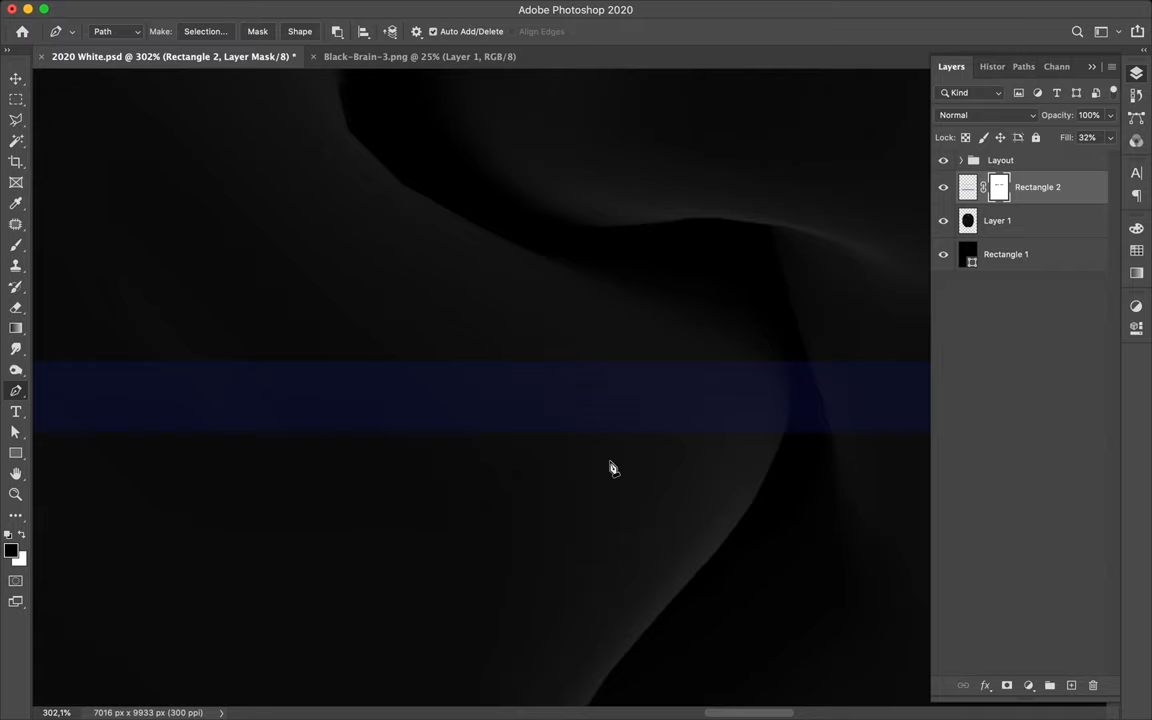 Adobe Photoshop 2020
Path Make: Selection... Mask Shape Auto Add/Delete Align Edges
2020 White.psd @ 302% (Rectangle 2, Layer Mask/8) * Black-Brain-3.png @ 25% (Layer 1, RGB/8)
Layers Histor Paths Chann
Kind
Normal Opacity: 100%
Lock: Fill: 32%
Layout
Rectangle 2
Layer 1
Rectangle 1
302,1% 7016 px x 9933 px (300 ppi)